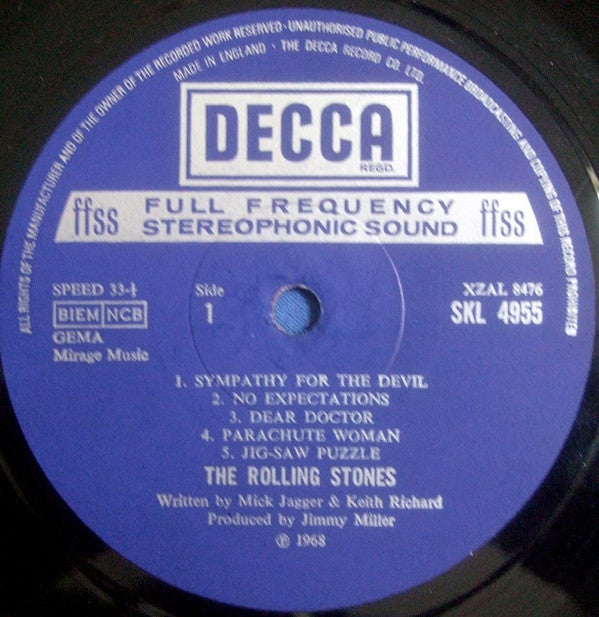 ALL RIGHTS OF THE MANUFACTURER AND OF THE OWNER OF THE RECORDED WORK RESERVED · UNAUTHORISED PUBLIC PERFORMANCE BROADCASTING AND COPYING OF THIS RECORD PROHIBITED
MADE IN ENGLAND · THE DECCA RECORD CO. LTD.
DECCA
REGD.
ffss FULL FREQUENCY ffss
STEREOPHONIC SOUND
SPEED 33-⅓ Side XZAL 8476
BIEM NCB 1 SKL 4955
GEMA
Mirage Music
1. SYMPATHY FOR THE DEVIL
2. NO EXPECTATIONS
3. DEAR DOCTOR
4. PARACHUTE WOMAN
5. JIG-SAW PUZZLE
THE ROLLING STONES
Written by Mick Jagger & Keith Richard
Produced by Jimmy Miller
℗ 1968